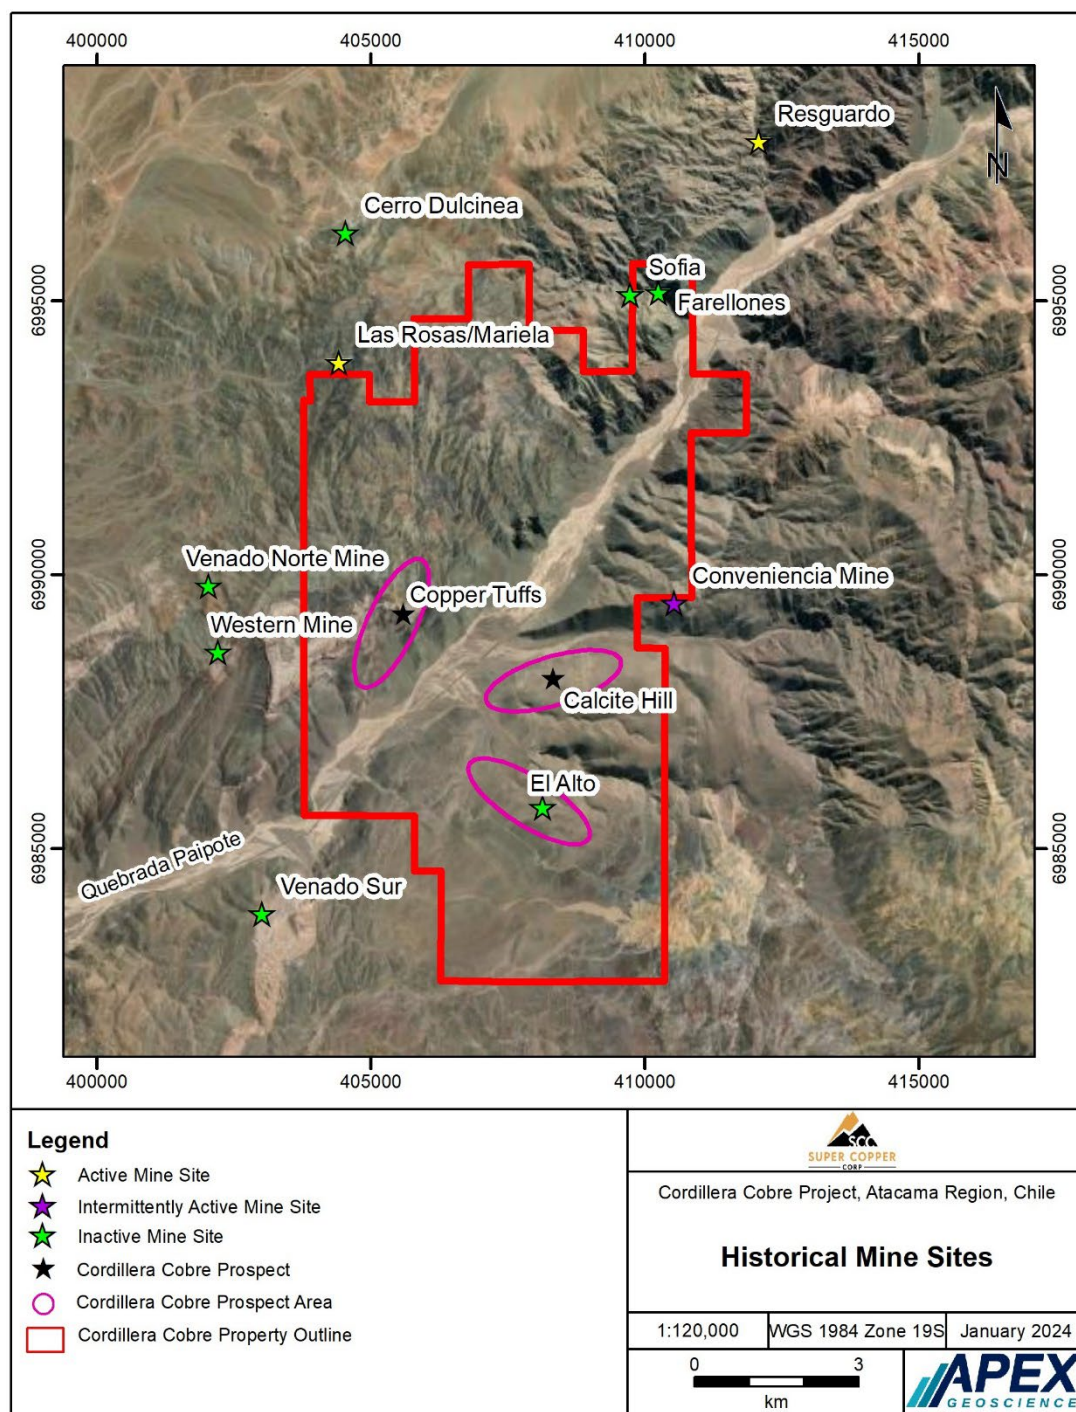 400000 405000 410000 415000
Resguardo
N
Cerro Dulcinea
Sofia
6995000 6995000
Farellones
Las Rosas/Mariela
Venado Norte Mine
6990000 6990000
Conveniencia Mine
Copper Tuffs
Western Mine
Calcite Hill
El Alto
6985000 6985000
Quebrada Paipote
Venado Sur
400000 405000 410000 415000
Legend
Active Mine Site
Intermittently Active Mine Site
Inactive Mine Site
Cordillera Cobre Prospect
Cordillera Cobre Prospect Area
Cordillera Cobre Property Outline
SCC
SUPER COPPER
CORP
Cordillera Cobre Project, Atacama Region, Chile
Historical Mine Sites
1:120,000 WGS 1984 Zone 19S January 2024
0 3
km
APEX
GEOSCIENCE